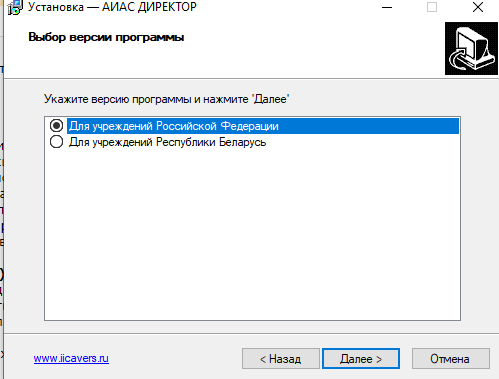 Установка — АИАС ДИРЕКТОР
Выбор версии программы
Укажите версию программы и нажмите 'Далее'
Для учреждений Российской Федерации
Для учреждений Республики Беларусь
www.iicavers.ru
< Назад
Далее >
Отмена